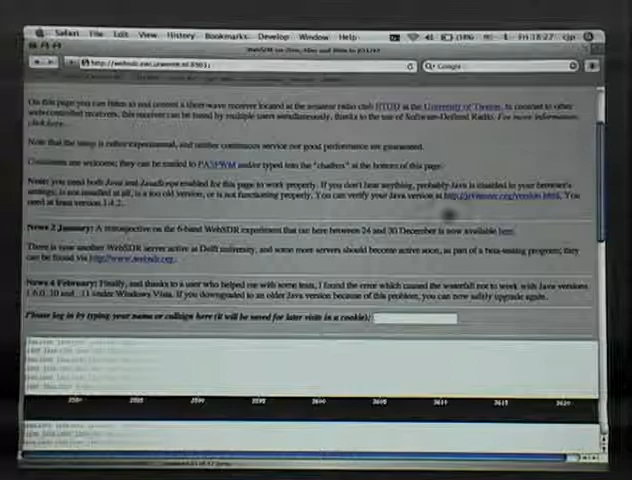 Safari File Edit View History Bookmarks Develop Window Help Fri 18:27
Google
On this page you can listen to and control a short-wave receiver located at the amateur radio club ETGD at the University of Twente. In contrast to other
web-controlled receivers, this receiver can be tuned by multiple users simultaneously, thanks to the use of Software-Defined Radio. For more information,
click here.
Note that the setup is rather experimental, and neither continuous service nor good performance are guaranteed.
Comments are welcome; they can be mailed to PA3FWM and/or typed into the "chatbox" at the bottom of this page.
Note: you need both Java and JavaScript enabled for this page to work properly. If you don't hear anything, probably Java is disabled in your browser's
settings, is not installed at all, is a too old version, or is not functioning properly. You can verify your Java version at You
need at least version 1.4.2.
News 2 January: A retrospective on the 6-band WebSDR experiment that ran here between 24 and 30 December is now available here.
There is now another WebSDR server active at Delft university, and some more servers should become active soon, as part of a beta-testing program; they
can be found via http://www.websdr.org.
News 4 February: Finally, and thanks to a user who helped me with some tests, I found the error which caused the waterfall not to work with Java versions
1.6.0_10 and _11 under Windows Vista. If you downgraded to an older Java version because of this problem, you can now safely upgrade again.
Please log in by typing your name or callsign here (it will be saved for later visits in a cookie):
3580 3585 3590 3595 3600 3605 3610 3615 3620